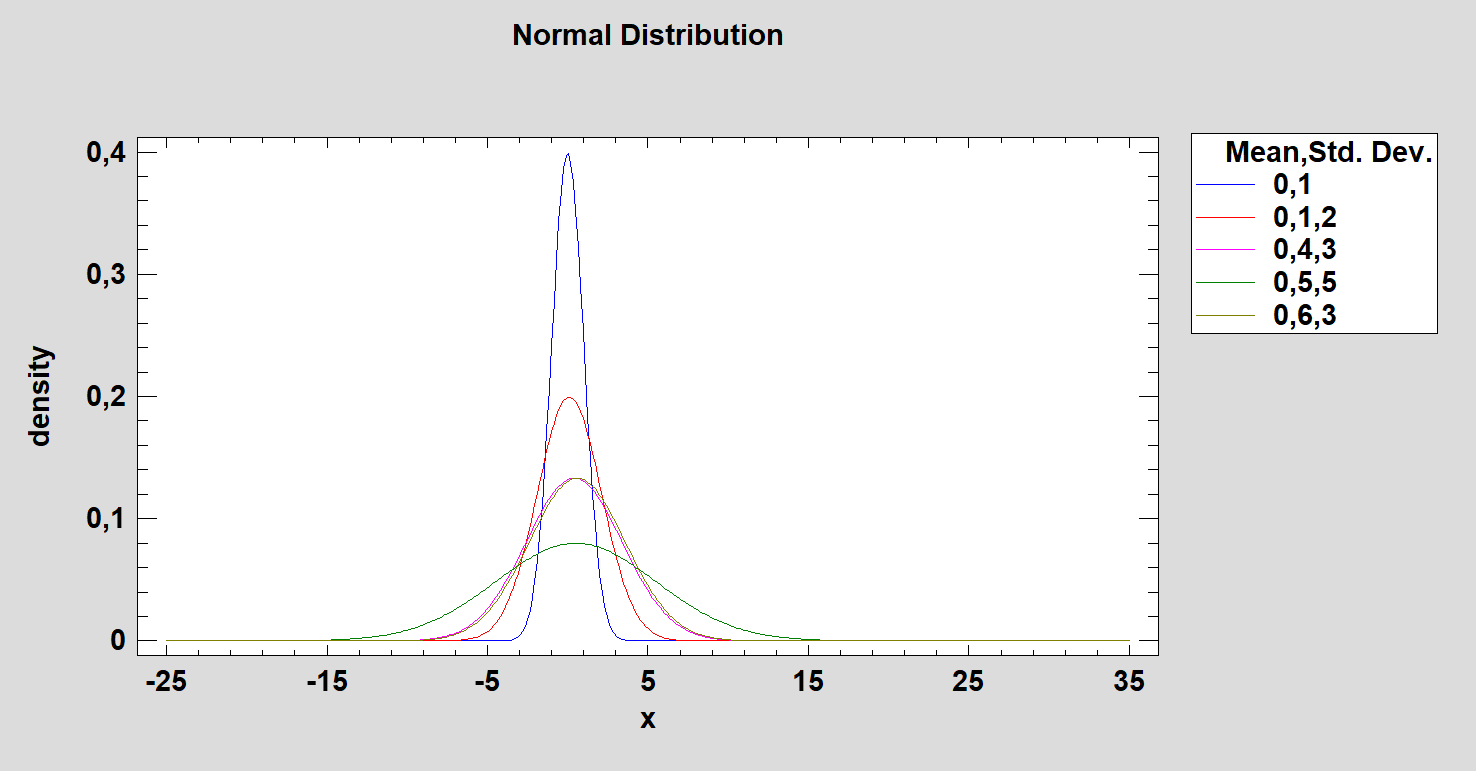 Normal Distribution
Mean,Std. Dev.
0,1
0,1,2
0,4,3
0,5,5
0,6,3
density
0,4
0,3
0,2
0,1
0
-25 -15 -5 5 15 25 35
x